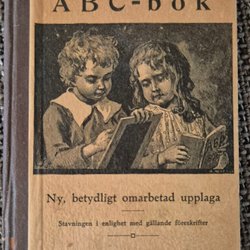 ABC-bok
Ny, betydligt omarbetad upplaga
Stavningen i enlighet med gällande föreskrifter